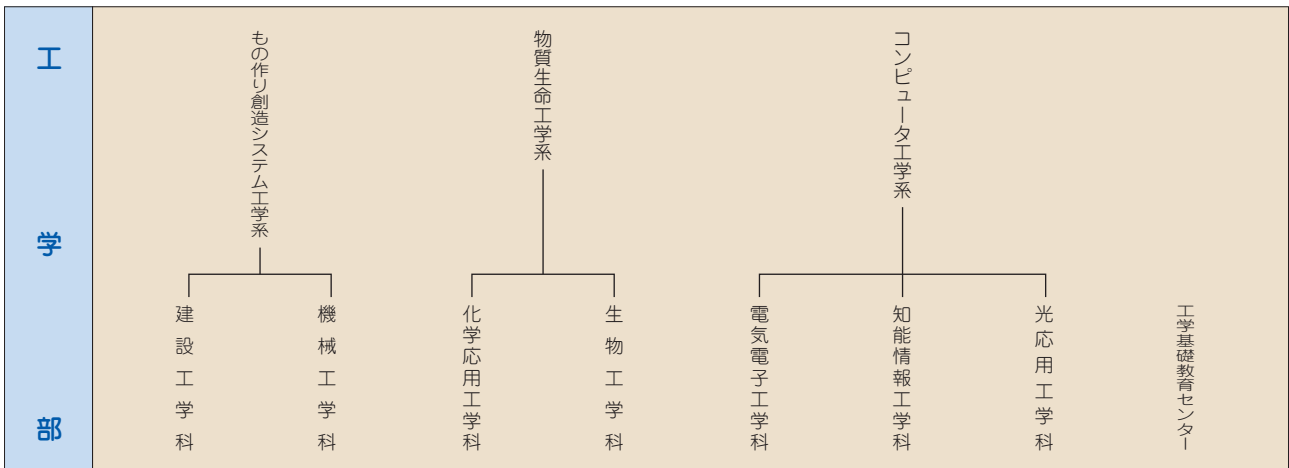 工学部
もの作り創造システム工学系
建設工学科
機械工学科
物質生命工学系
化学応用工学科
生物工学科
コンピュータ工学系
電気電子工学科
知能情報工学科
光応用工学科
工学基礎教育センター